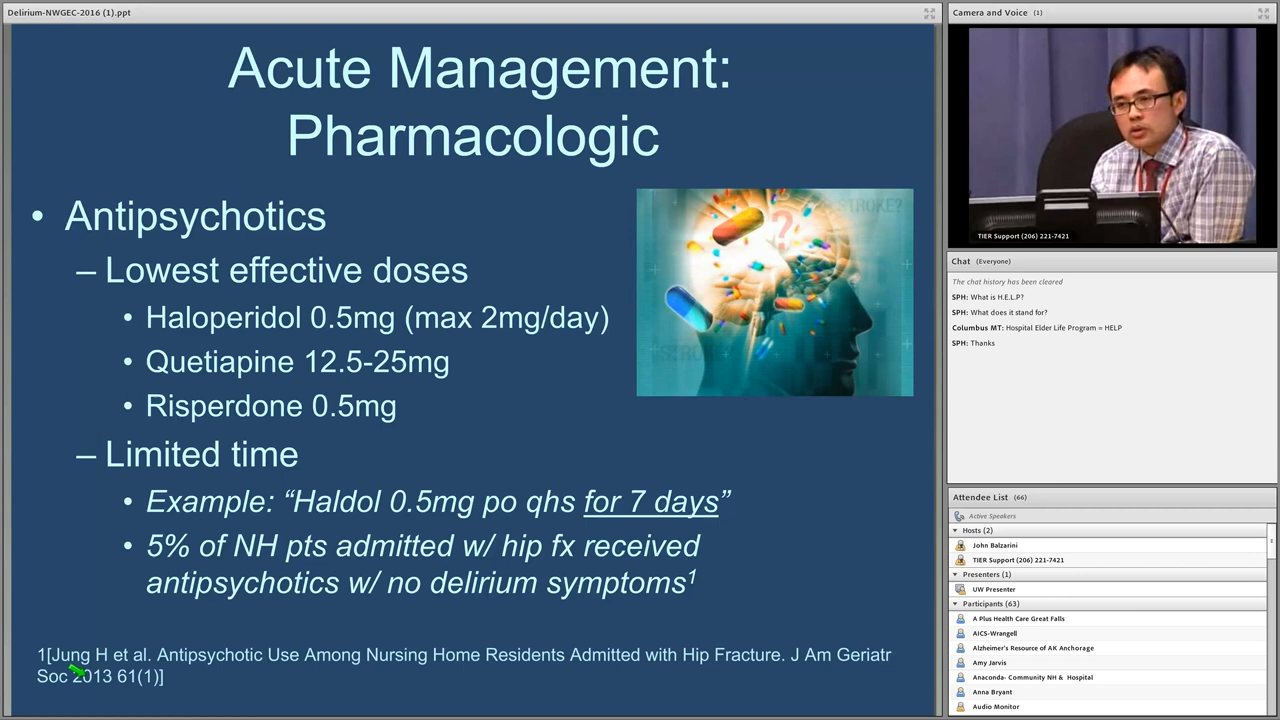 Delirium-NWGEC-2016 (1).ppt
Acute Management:
Pharmacologic
• Antipsychotics
– Lowest effective doses
• Haloperidol 0.5mg (max 2mg/day)
• Quetiapine 12.5-25mg
• Risperdone 0.5mg
– Limited time
• Example: “Haldol 0.5mg po qhs for 7 days”
• 5% of NH pts admitted w/ hip fx received
antipsychotics w/ no delirium symptoms1
1[Jung H et al. Antipsychotic Use Among Nursing Home Residents Admitted with Hip Fracture. J Am Geriatr
Soc 2013 61(1)]
STROKE?
?
Camera and Voice (1)
TIER Support (206) 221-7421
Chat (Everyone)
The chat history has been cleared
SPH: What is H.E.L.P?
SPH: What does it stand for?
Columbus MT: Hospital Elder Life Program = HELP
SPH: Thanks
Attendee List (66)
Active Speakers
Hosts (2)
John Balzarini
TIER Support (206) 221-7421
Presenters (1)
UW Presenter
Participants (63)
A Plus Health Care Great Falls
AICS-Wrangell
Alzheimer's Resource of AK Anchorage
Amy Jarvis
Anaconda- Community NH & Hospital
Anna Bryant
Audio Monitor